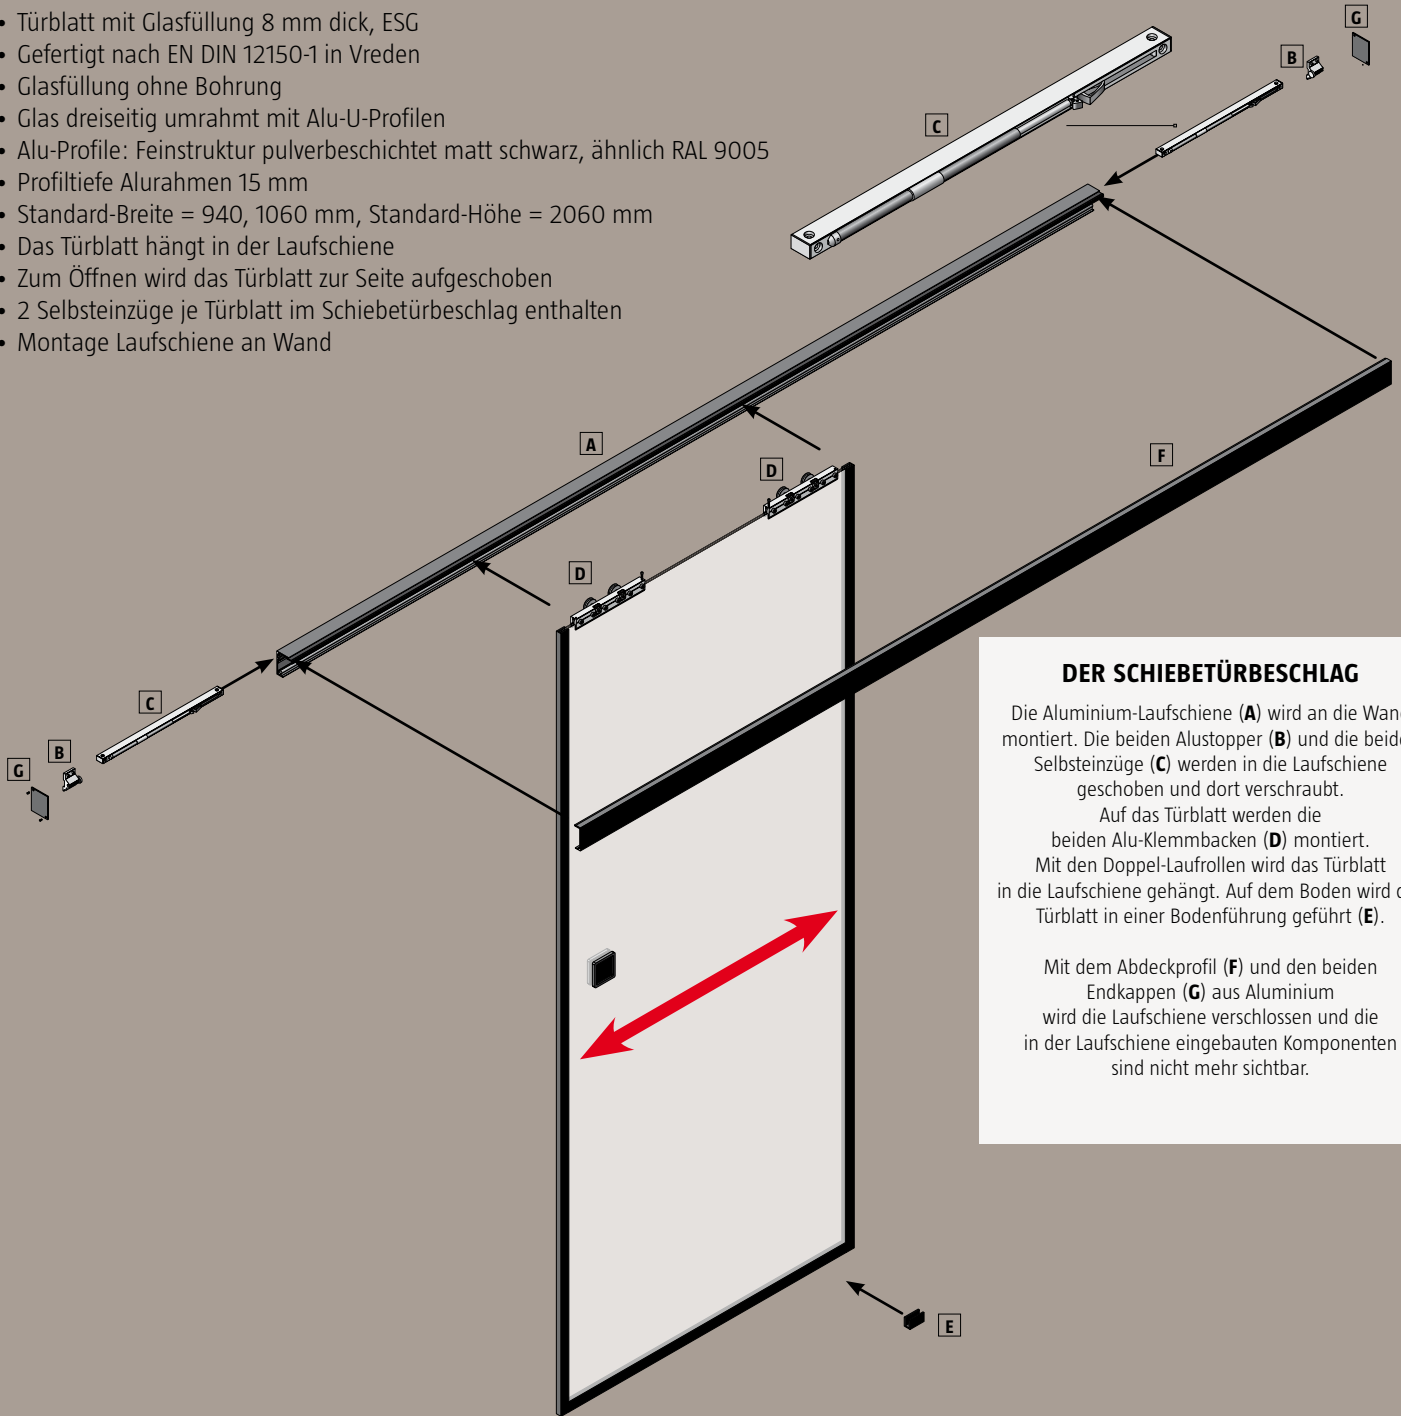 • Türblatt mit Glasfüllung 8 mm dick, ESG
• Gefertigt nach EN DIN 12150-1 in Vreden
• Glasfüllung ohne Bohrung
• Glas dreiseitig umrahmt mit Alu-U-Profilen
• Alu-Profile: Feinstruktur pulverbeschichtet matt schwarz, ähnlich RAL 9005
• Profiltiefe Alurahmen 15 mm
• Standard-Breite = 940, 1060 mm, Standard-Höhe = 2060 mm
• Das Türblatt hängt in der Laufschiene
• Zum Öffnen wird das Türblatt zur Seite aufgeschoben
• 2 Selbsteinzüge je Türblatt im Schiebetürbeschlag enthalten
• Montage Laufschiene an Wand
G
B
C
A
F
D
D
C
B
G
E
DER SCHIEBETÜRBESCHLAG
Die Aluminium-Laufschiene (A) wird an die Wan
montiert. Die beiden Alustopper (B) und die beid
Selbsteinzüge (C) werden in die Laufschiene
geschoben und dort verschraubt.
Auf das Türblatt werden die
beiden Alu-Klemmbacken (D) montiert.
Mit den Doppel-Laufrollen wird das Türblatt
in die Laufschiene gehängt. Auf dem Boden wird
Türblatt in einer Bodenführung geführt (E).
Mit dem Abdeckprofil (F) und den beiden
Endkappen (G) aus Aluminium
wird die Laufschiene verschlossen und die
in der Laufschiene eingebauten Komponenten
sind nicht mehr sichtbar.